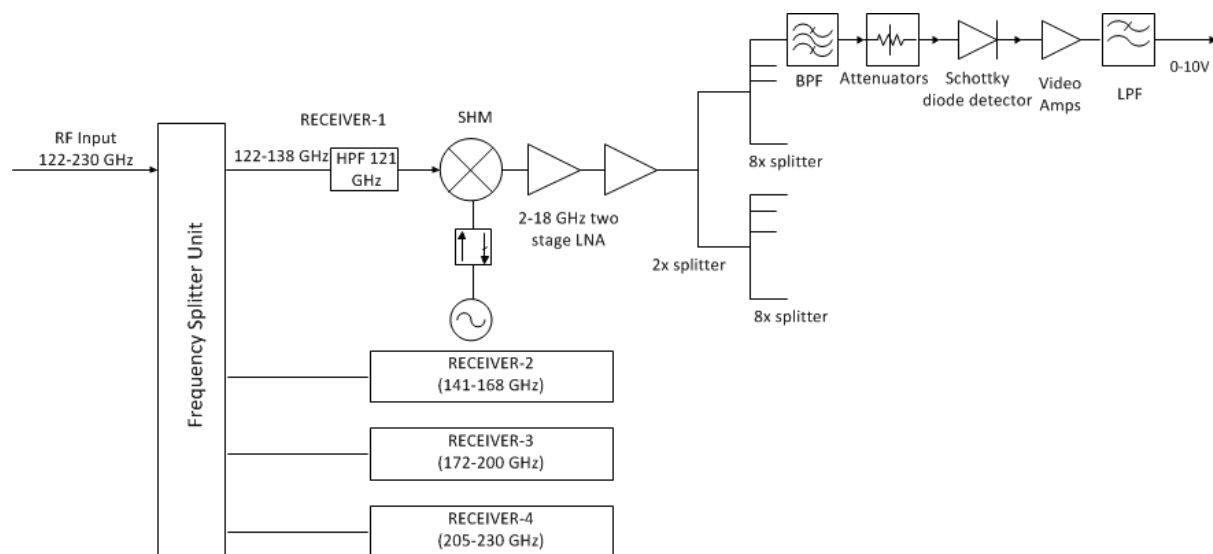 RF Input
122-230 GHz
Frequency Splitter Unit
RECEIVER-1
122-138 GHz
HPF 121
GHz
SHM
2-18 GHz two
stage LNA
2x splitter
8x splitter
8x splitter
BPF
Attenuators
Schottky
diode detector
Video
Amps
LPF
0-10V
RECEIVER-2
(141-168 GHz)
RECEIVER-3
(172-200 GHz)
RECEIVER-4
(205-230 GHz)